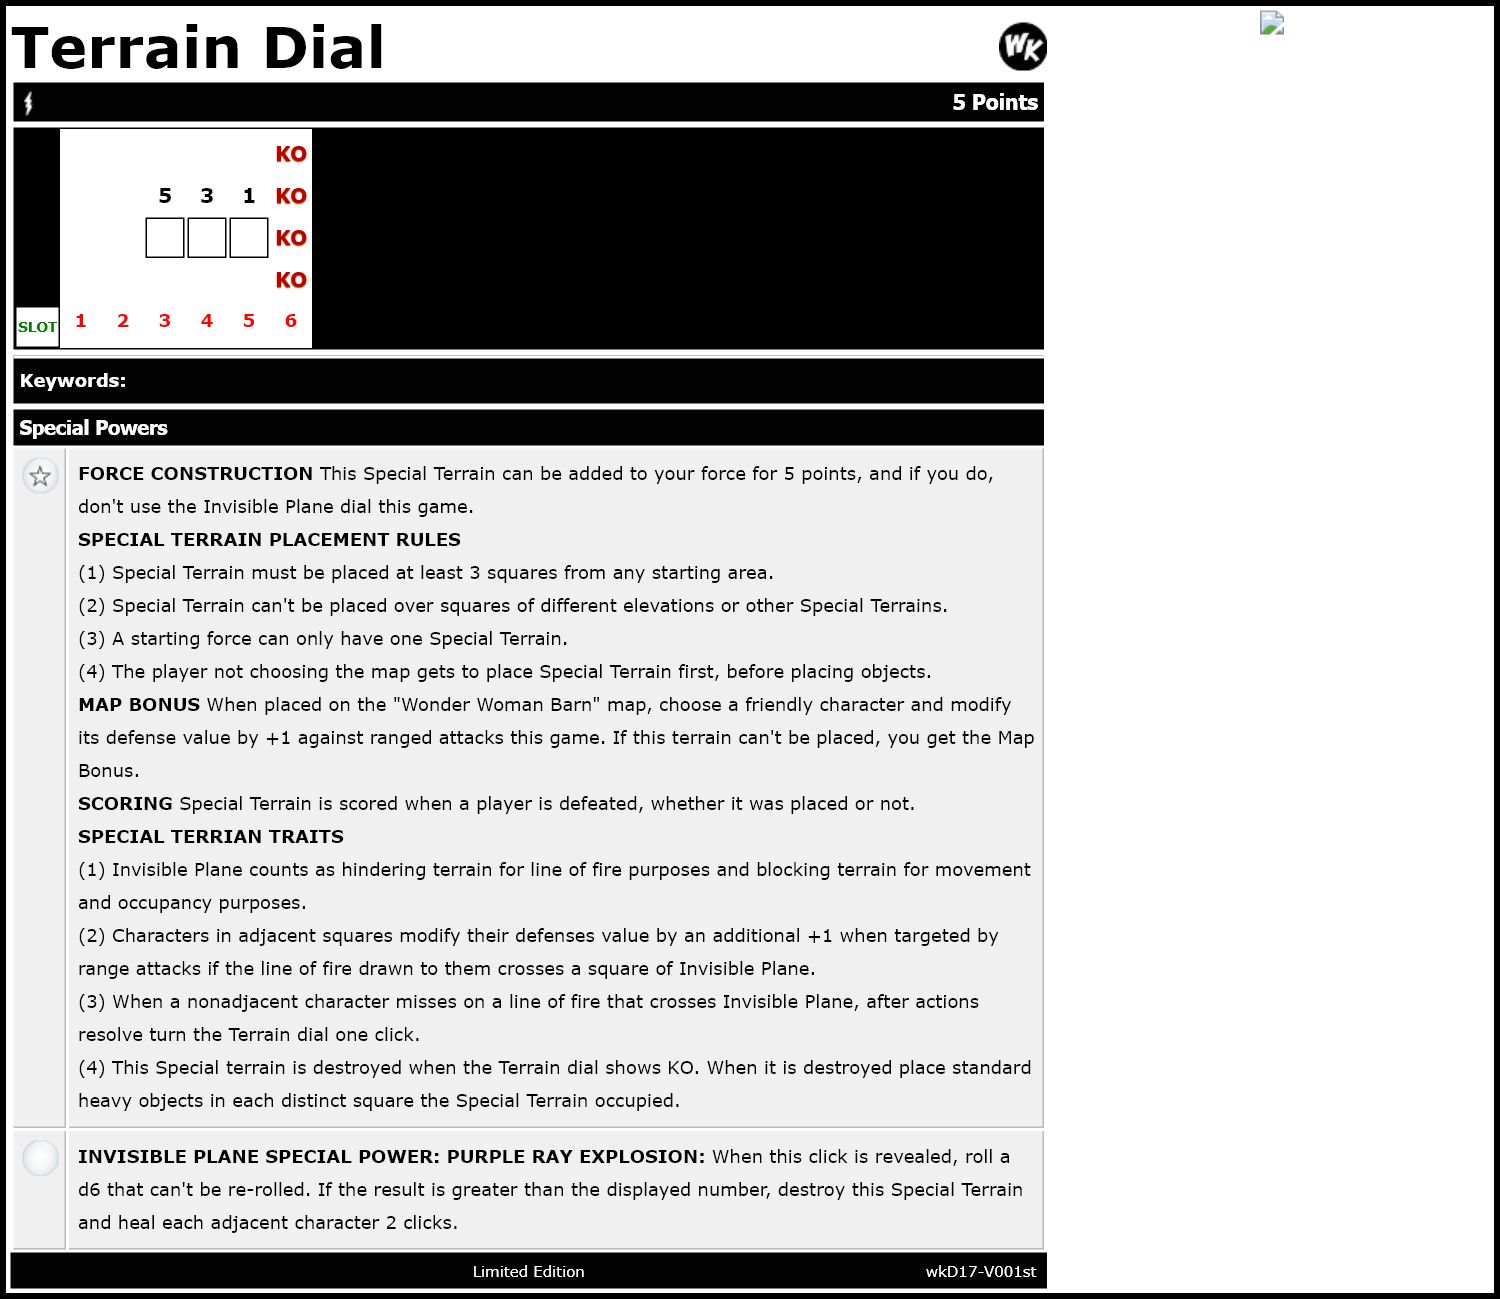 Terrain Dial
WK
5 Points
KO
5 3 1 KO
KO
KO
SLOT 1 2 3 4 5 6
Keywords:
Special Powers
FORCE CONSTRUCTION This Special Terrain can be added to your force for 5 points, and if you do,
don't use the Invisible Plane dial this game.
SPECIAL TERRAIN PLACEMENT RULES
(1) Special Terrain must be placed at least 3 squares from any starting area.
(2) Special Terrain can't be placed over squares of different elevations or other Special Terrains.
(3) A starting force can only have one Special Terrain.
(4) The player not choosing the map gets to place Special Terrain first, before placing objects.
MAP BONUS When placed on the "Wonder Woman Barn" map, choose a friendly character and modify
its defense value by +1 against ranged attacks this game. If this terrain can't be placed, you get the Map
Bonus.
SCORING Special Terrain is scored when a player is defeated, whether it was placed or not.
SPECIAL TERRIAN TRAITS
(1) Invisible Plane counts as hindering terrain for line of fire purposes and blocking terrain for movement
and occupancy purposes.
(2) Characters in adjacent squares modify their defenses value by an additional +1 when targeted by
range attacks if the line of fire drawn to them crosses a square of Invisible Plane.
(3) When a nonadjacent character misses on a line of fire that crosses Invisible Plane, after actions
resolve turn the Terrain dial one click.
(4) This Special terrain is destroyed when the Terrain dial shows KO. When it is destroyed place standard
heavy objects in each distinct square the Special Terrain occupied.
INVISIBLE PLANE SPECIAL POWER: PURPLE RAY EXPLOSION: When this click is revealed, roll a
d6 that can't be re-rolled. If the result is greater than the displayed number, destroy this Special Terrain
and heal each adjacent character 2 clicks.
Limited Edition
wkD17-V001st